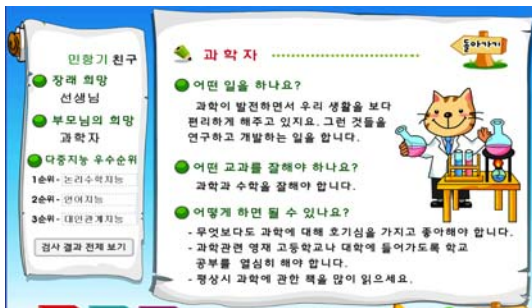 민항기 친구
장래 희망
선생님
부모님의 희망
과학자
다중지능 우수순위
1순위- 논리수학지능
2순위- 언어지능
3순위- 대인관계지능
검사 결과 전체 보기
과학자
돌아가기
어떤 일을 하나요?
과학이 발전하면서 우리 생활을 보다
편리하게 해주고 있지요. 그런 것들을
연구하고 개발하는 일을 합니다.
어떤 교과를 잘해야 하나요?
과학과 수학을 잘해야 합니다.
어떻게 하면 될 수 있나요?
- 무엇보다도 과학에 대해 호기심을 가지고 좋아해야 합니다.
- 과학관련 영재 고등학교나 대학에 들어가도록 학교
공부를 열심히 해야 합니다.
- 평상시 과학에 관한 책을 많이 읽으세요.